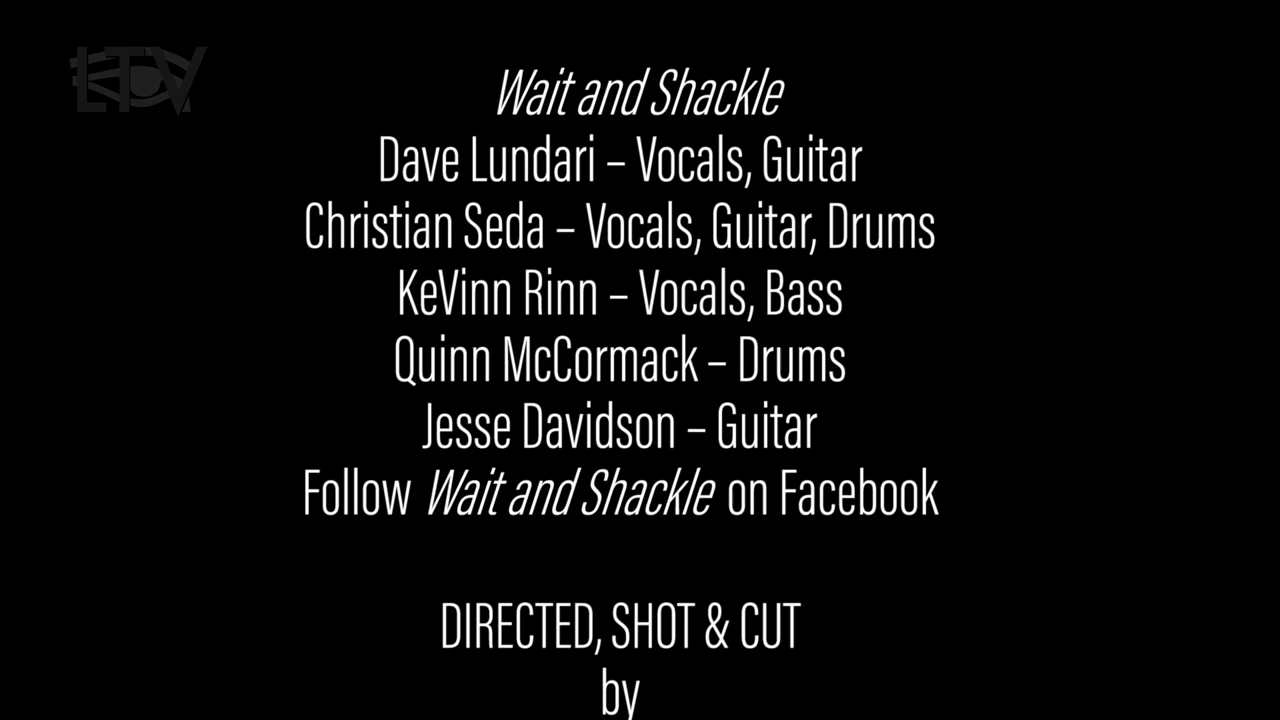 LTV
Wait and Shackle
Dave Lundari – Vocals, Guitar
Christian Seda – Vocals, Guitar, Drums
KeVinn Rinn – Vocals, Bass
Quinn McCormack – Drums
Jesse Davidson – Guitar
Follow Wait and Shackle on Facebook
DIRECTED, SHOT & CUT
by